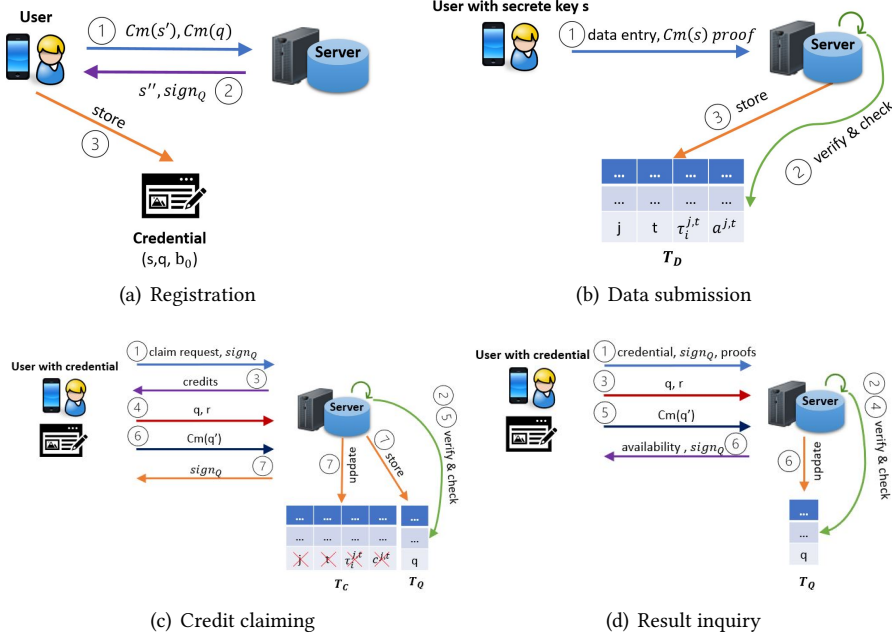 User
① Cm(s'), Cm(q)
Server
s'', sign_Q ②
store
③
Credential
(s,q, b₀)
(a) Registration
User with secrete key s
① data entry, Cm(s) proof
Server
③ store
② verify & check
... ... ... ...
... ... ... ...
j t τ_i^{j,t} a^{j,t}
T_D
(b) Data submission
① claim request, sign_Q
User with credential
credits ③
④ q, r
⑥ Cm(q')
sign_Q ⑦
Server
② ⑤ verify & check
⑦ update
⑦ store
... ... ... ... ...
... ... ... ... ...
j t τ_i^{j,t} c^{j,t} q
T_C T_Q
(c) Credit claiming
User with credential
① credential, sign_Q, proofs
③ q, r
⑤ Cm(q')
availability , sign_Q ⑥
Server
② ④ verify & check
⑥ update
...
...
q
T_Q
(d) Result inquiry